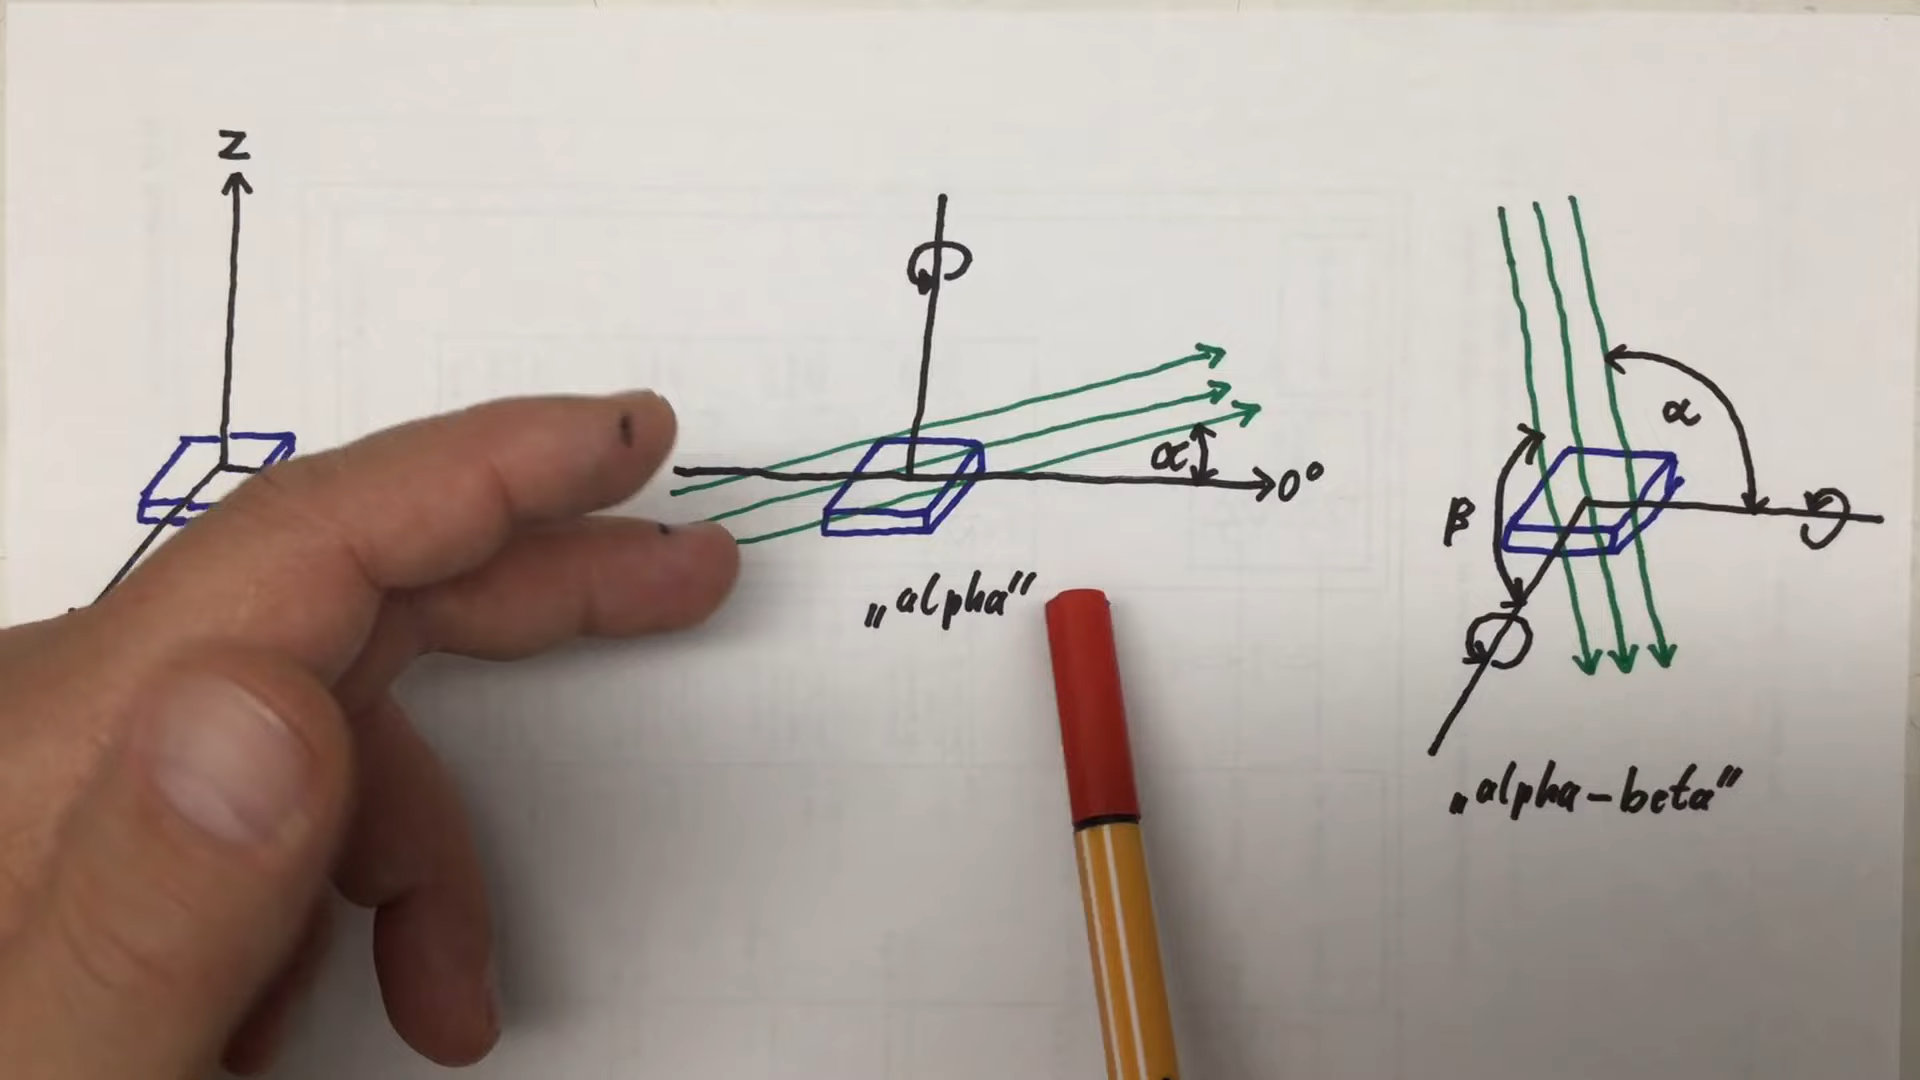 Z
α
0°
„alpha"
α
β
„alpha-beta"